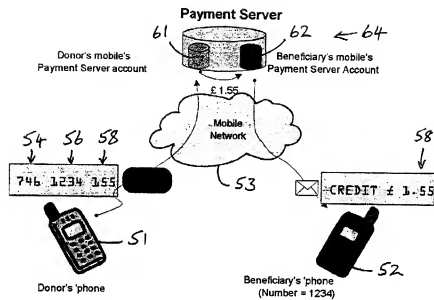 Payment Server
61
62
64
Donor's mobile's
Payment Server account
Beneficiary's mobile's
Payment Server Account
£ 1.55
Mobile
Network
54 56 58
746 1234 155
53
58
CREDIT £ 1.55
51
52
Donor's 'phone
Beneficiary's 'phone
(Number = 1234)